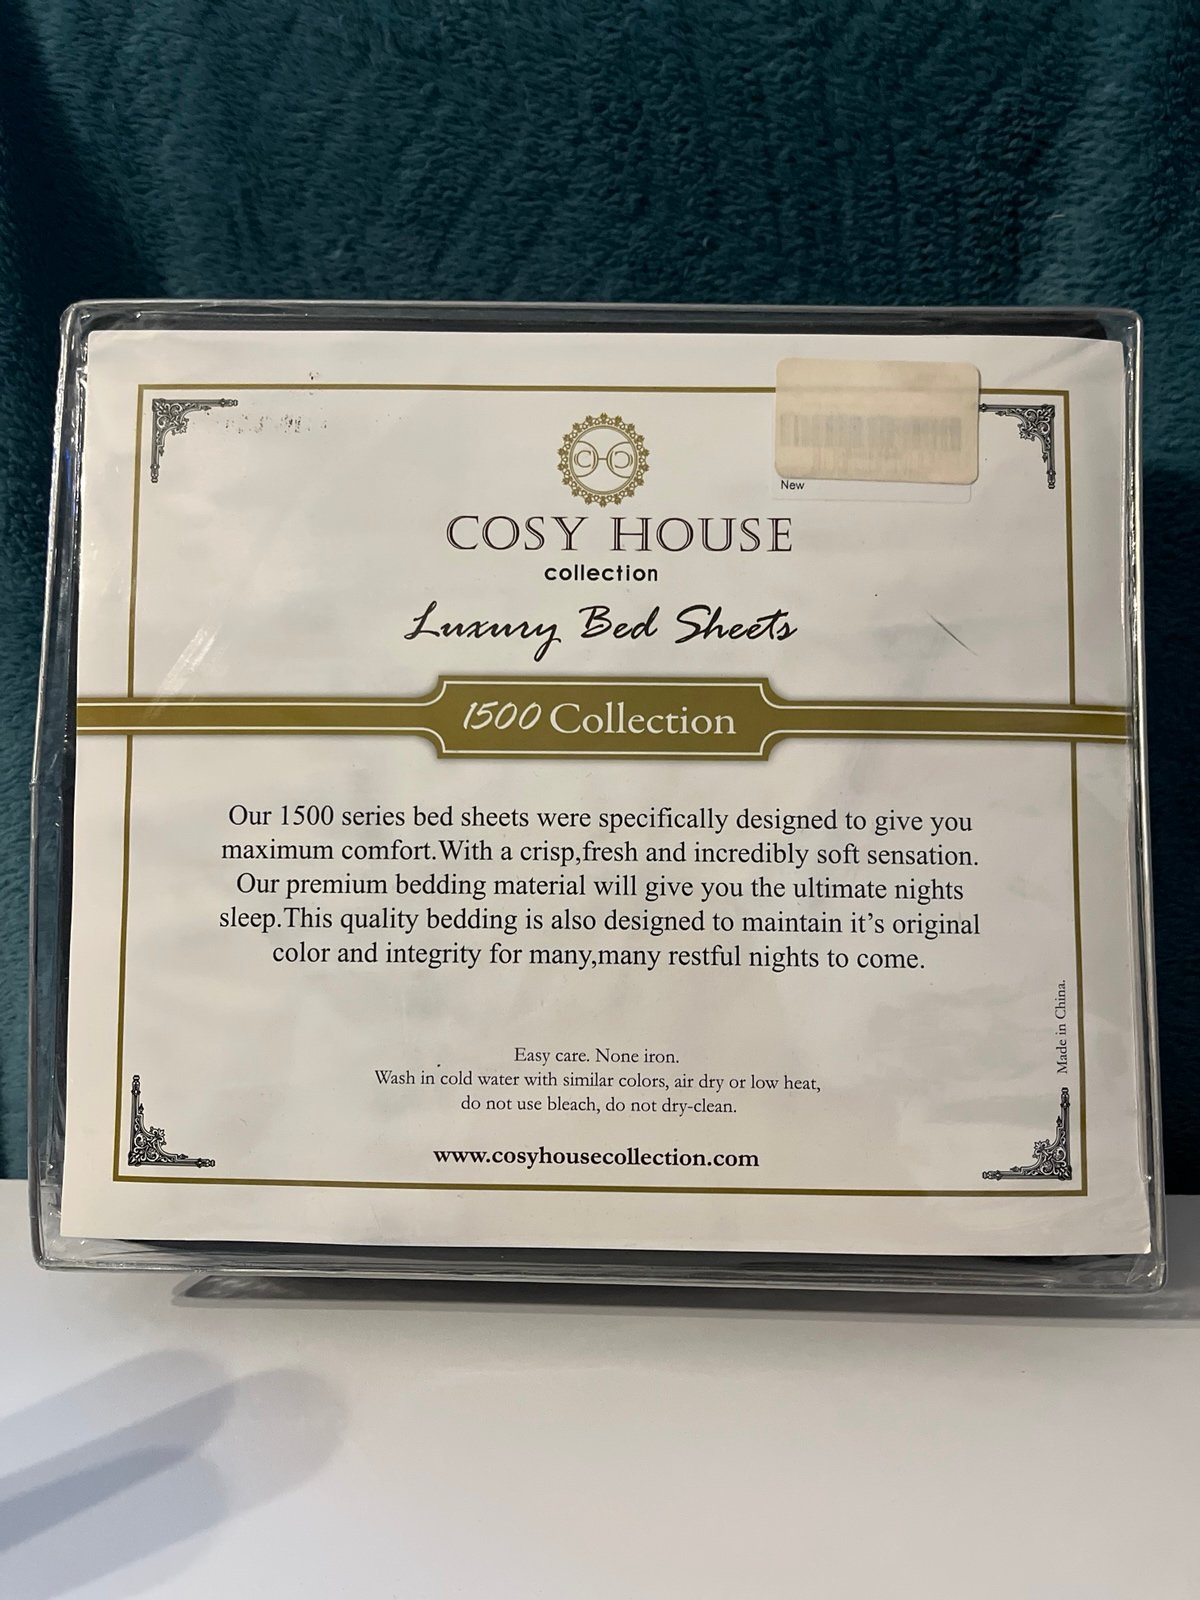 New
COSY HOUSE
collection
Luxury Bed Sheets
1500 Collection
Our 1500 series bed sheets were specifically designed to give you
maximum comfort.With a crisp,fresh and incredibly soft sensation.
Our premium bedding material will give you the ultimate nights
sleep.This quality bedding is also designed to maintain it’s original
color and integrity for many,many restful nights to come.
Made in China.
Easy care. None iron.
Wash in cold water with similar colors, air dry or low heat,
do not use bleach, do not dry-clean.
www.cosyhousecollection.com